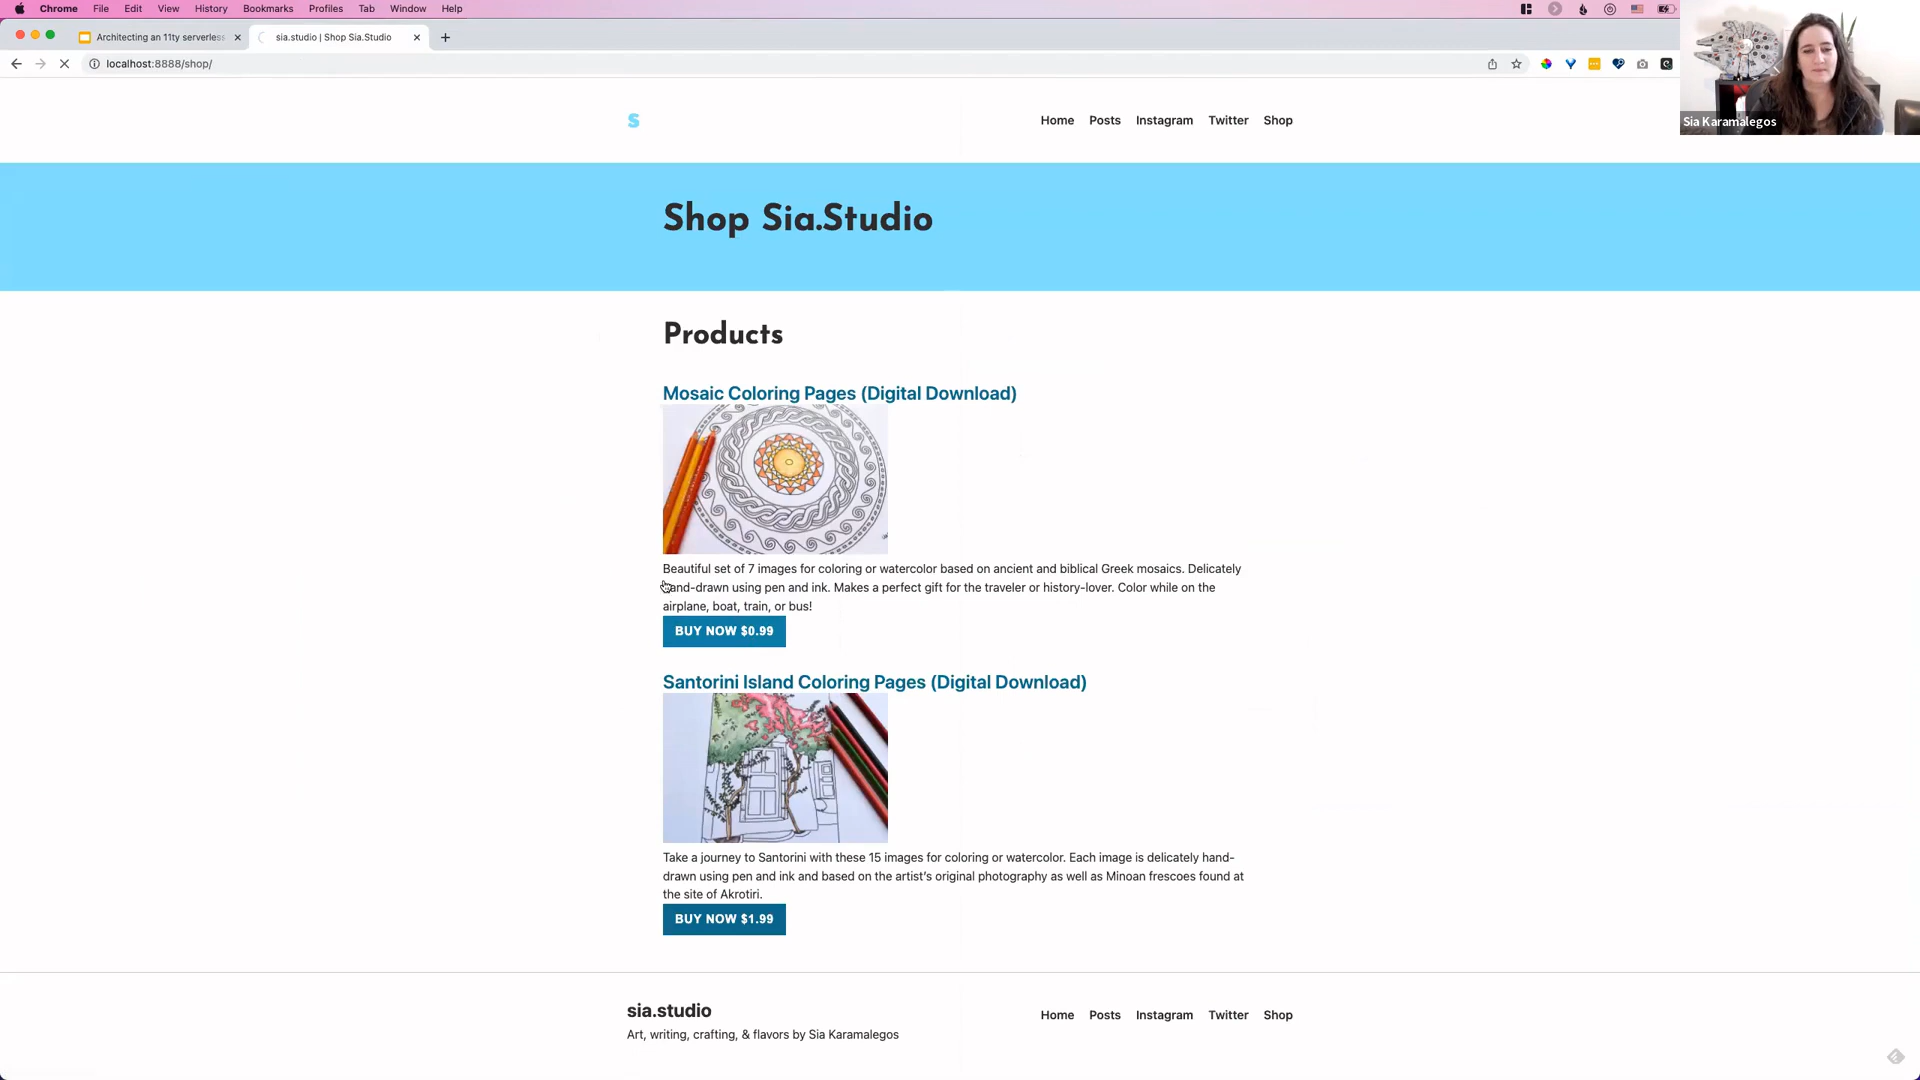 Chrome File Edit View History Bookmarks Profiles Tab Window Help
Architecting an 11ty serverless
sia.studio | Shop Sia.Studio
localhost:8888/shop/
Sia Karamalegos
S
Home Posts Instagram Twitter Shop
Shop Sia.Studio
Products
Mosaic Coloring Pages (Digital Download)
Beautiful set of 7 images for coloring or watercolor based on ancient and biblical Greek mosaics. Delicately
hand-drawn using pen and ink. Makes a perfect gift for the traveler or history-lover. Color while on the
airplane, boat, train, or bus!
BUY NOW $0.99
Santorini Island Coloring Pages (Digital Download)
Take a journey to Santorini with these 15 images for coloring or watercolor. Each image is delicately hand-
drawn using pen and ink and based on the artist's original photography as well as Minoan frescoes found at
the site of Akrotiri.
BUY NOW $1.99
sia.studio
Art, writing, crafting, & flavors by Sia Karamalegos
Home Posts Instagram Twitter Shop